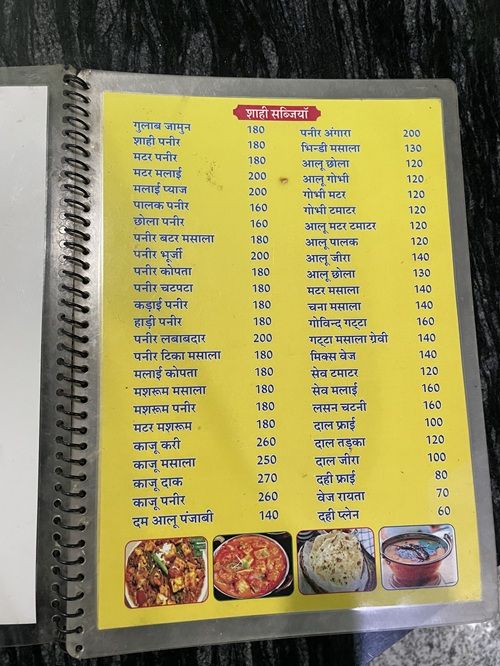 शाही सब्जियाँ
गुलाब जामुन 180
शाही पनीर 180
मटर पनीर 180
मटर मलाई 200
मलाई प्याज 200
पालक पनीर 160
छोला पनीर 160
पनीर बटर मसाला 180
पनीर भूर्जी 200
पनीर कोपता 180
पनीर चटपटा 180
कड़ाई पनीर 180
हाड़ी पनीर 180
पनीर लबाबदार 200
पनीर टिका मसाला 180
मलाई कोपता 180
मशरूम मसाला 180
मशरूम पनीर 180
मटर मशरूम 180
काजू करी 260
काजू मसाला 250
काजू दाक 270
काजू पनीर 260
दम आलू पंजाबी 140
पनीर अंगारा 200
भिन्डी मसाला 130
आलू छोला 120
आलू गोभी 120
गोभी मटर 120
गोभी टमाटर 120
आलू मटर टमाटर 120
आलू पालक 120
आलू जीरा 140
आलू छोला 130
मटर मसाला 140
चना मसाला 140
गोविन्द गट्टा 160
गट्टा मसाला ग्रेवी 140
मिक्स वेज 140
सेव टमाटर 120
सेव मलाई 160
लसन चटनी 160
दाल फ्राई 100
दाल तड़का 120
दाल जीरा 100
दही फ्राई 80
वेज रायता 70
दही प्लेन 60